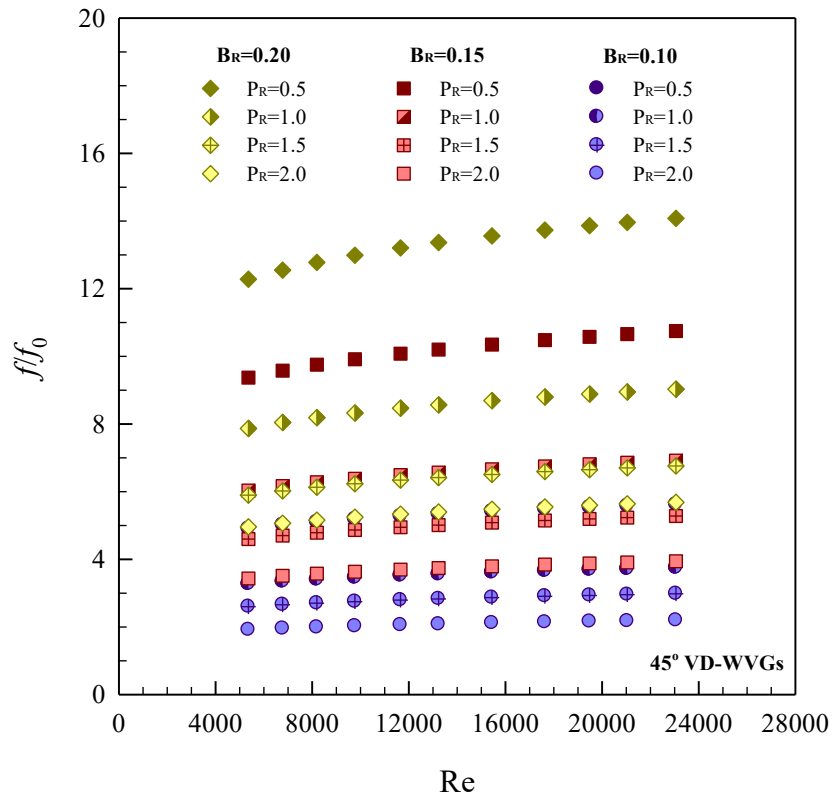 20
16
12
8
4
0
f/f0
BR=0.20 BR=0.15 BR=0.10
PR=0.5 PR=0.5 PR=0.5
PR=1.0 PR=1.0 PR=1.0
PR=1.5 PR=1.5 PR=1.5
PR=2.0 PR=2.0 PR=2.0
45° VD-WVGs
0 4000 8000 12000 16000 20000 24000 28000
Re